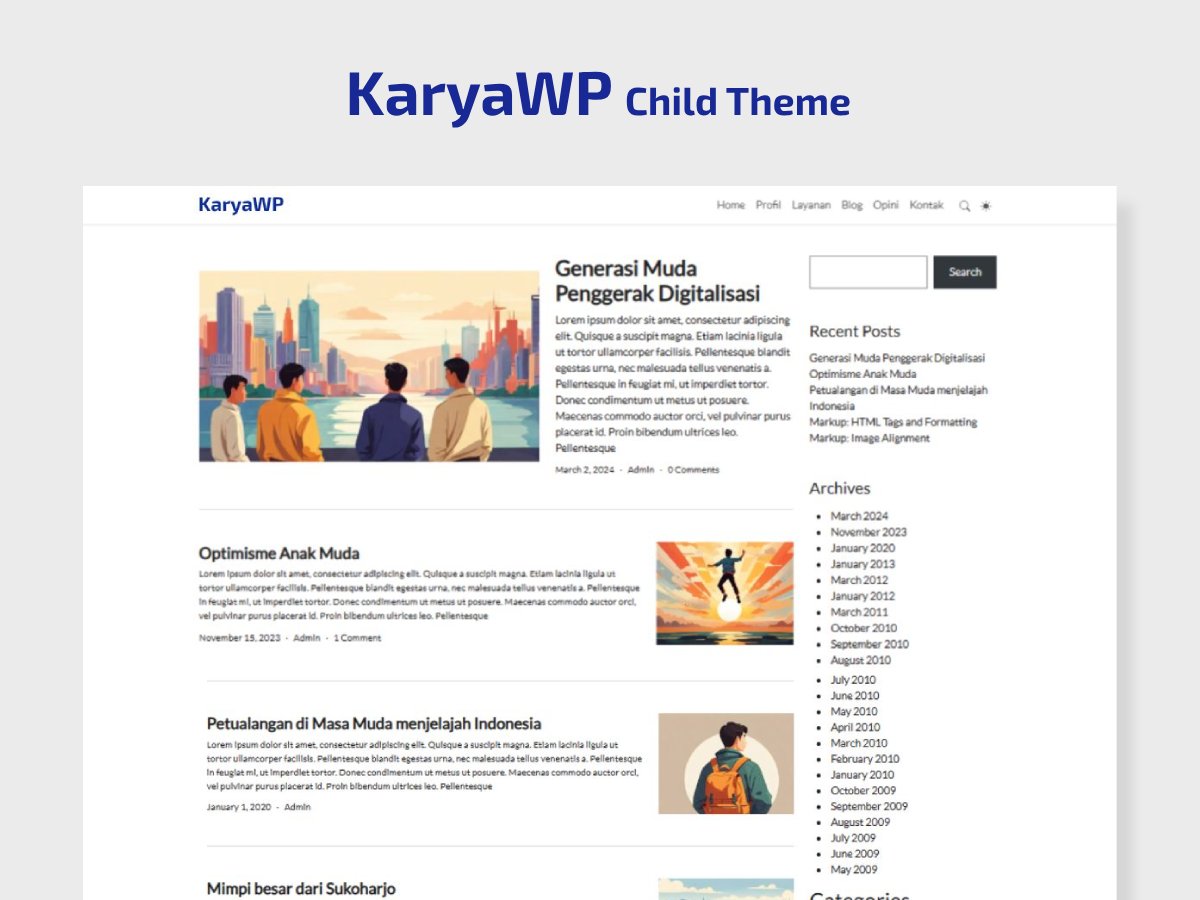 KaryaWP Child Theme
KaryaWP
Home Profil Layanan Blog Opini Kontak
Generasi Muda
Penggerak Digitalisasi
Lorem ipsum dolor sit amet, consectetur adipiscing
elit. Quisque a suscipit magna. Etiam lacinia ligula
ut tortor ullamcorper facilisis. Pellentesque blandit
egestas urna, nec malesuada tellus venenatis a.
Pellentesque in feugiat mi, ut imperdiet tortor.
Donec condimentum ut metus ut posuere.
Maecenas commodo auctor orci, vel pulvinar purus
placerat id. Proin bibendum ultrices leo.
Pellentesque
March 2, 2024 · Admin · 0 Comments
Optimisme Anak Muda
Lorem ipsum dolor sit amet, consectetur adipiscing elit. Quisque a suscipit magna. Etiam lacinia ligula ut
tortor ullamcorper facilisis. Pellentesque blandit egestas urna, nec malesuada tellus venenatis a. Pellentesque
in feugiat mi, ut imperdiet tortor. Donec condimentum ut metus ut posuere. Maecenas commodo auctor orci,
vel pulvinar purus placerat id. Proin bibendum ultrices leo. Pellentesque
November 15, 2023 · Admin · 1 Comment
Petualangan di Masa Muda menjelajah Indonesia
Lorem ipsum dolor sit amet, consectetur adipiscing elit. Quisque a suscipit magna. Etiam lacinia ligula ut
tortor ullamcorper facilisis. Pellentesque blandit egestas urna, nec malesuada tellus venenatis a. Pellentesque
in feugiat mi, ut imperdiet tortor. Donec condimentum ut metus ut posuere. Maecenas commodo auctor orci,
vel pulvinar purus placerat id. Proin bibendum ultrices leo. Pellentesque
January 1, 2020 · Admin
Mimpi besar dari Sukoharjo
Search
Recent Posts
Generasi Muda Penggerak Digitalisasi
Optimisme Anak Muda
Petualangan di Masa Muda menjelajah
Indonesia
Markup: HTML Tags and Formatting
Markup: Image Alignment
Archives
March 2024
November 2023
January 2020
January 2013
March 2012
January 2012
March 2011
October 2010
September 2010
August 2010
July 2010
June 2010
May 2010
April 2010
March 2010
February 2010
January 2010
October 2009
September 2009
August 2009
July 2009
June 2009
May 2009
Categories